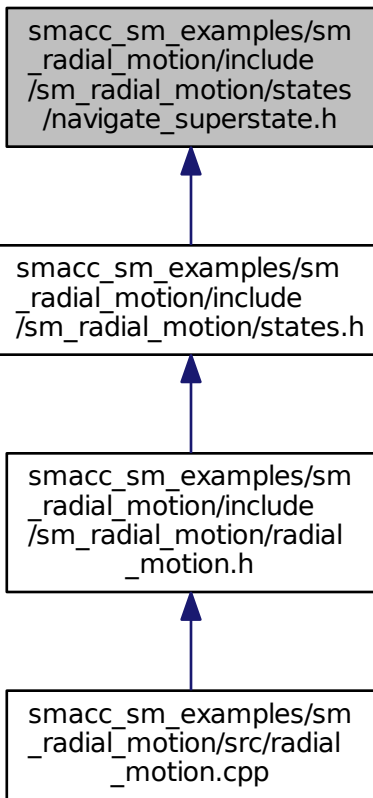 smacc_sm_examples/sm
_radial_motion/include
/sm_radial_motion/states
/navigate_superstate.h
smacc_sm_examples/sm
_radial_motion/include
/sm_radial_motion/states.h
smacc_sm_examples/sm
_radial_motion/include
/sm_radial_motion/radial
_motion.h
smacc_sm_examples/sm
_radial_motion/src/radial
_motion.cpp